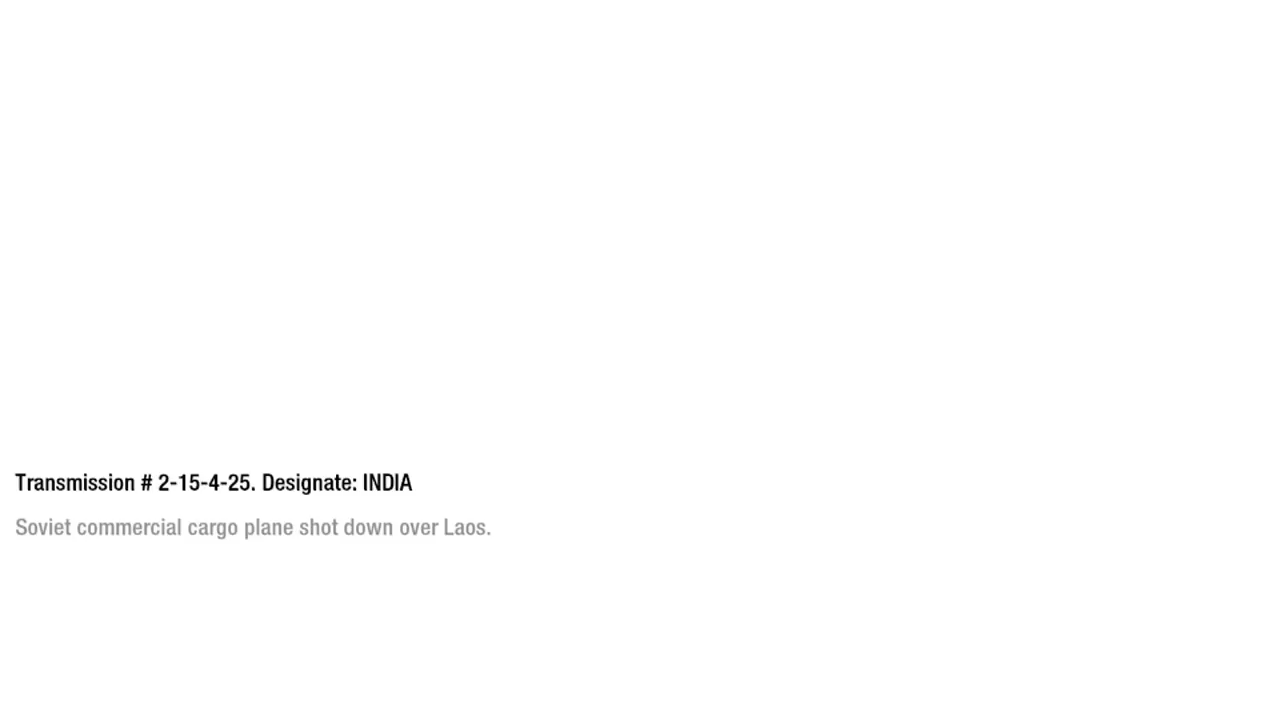 Transmission # 2-15-4-25. Designate: INDIA
Soviet commercial cargo plane shot down over Laos.